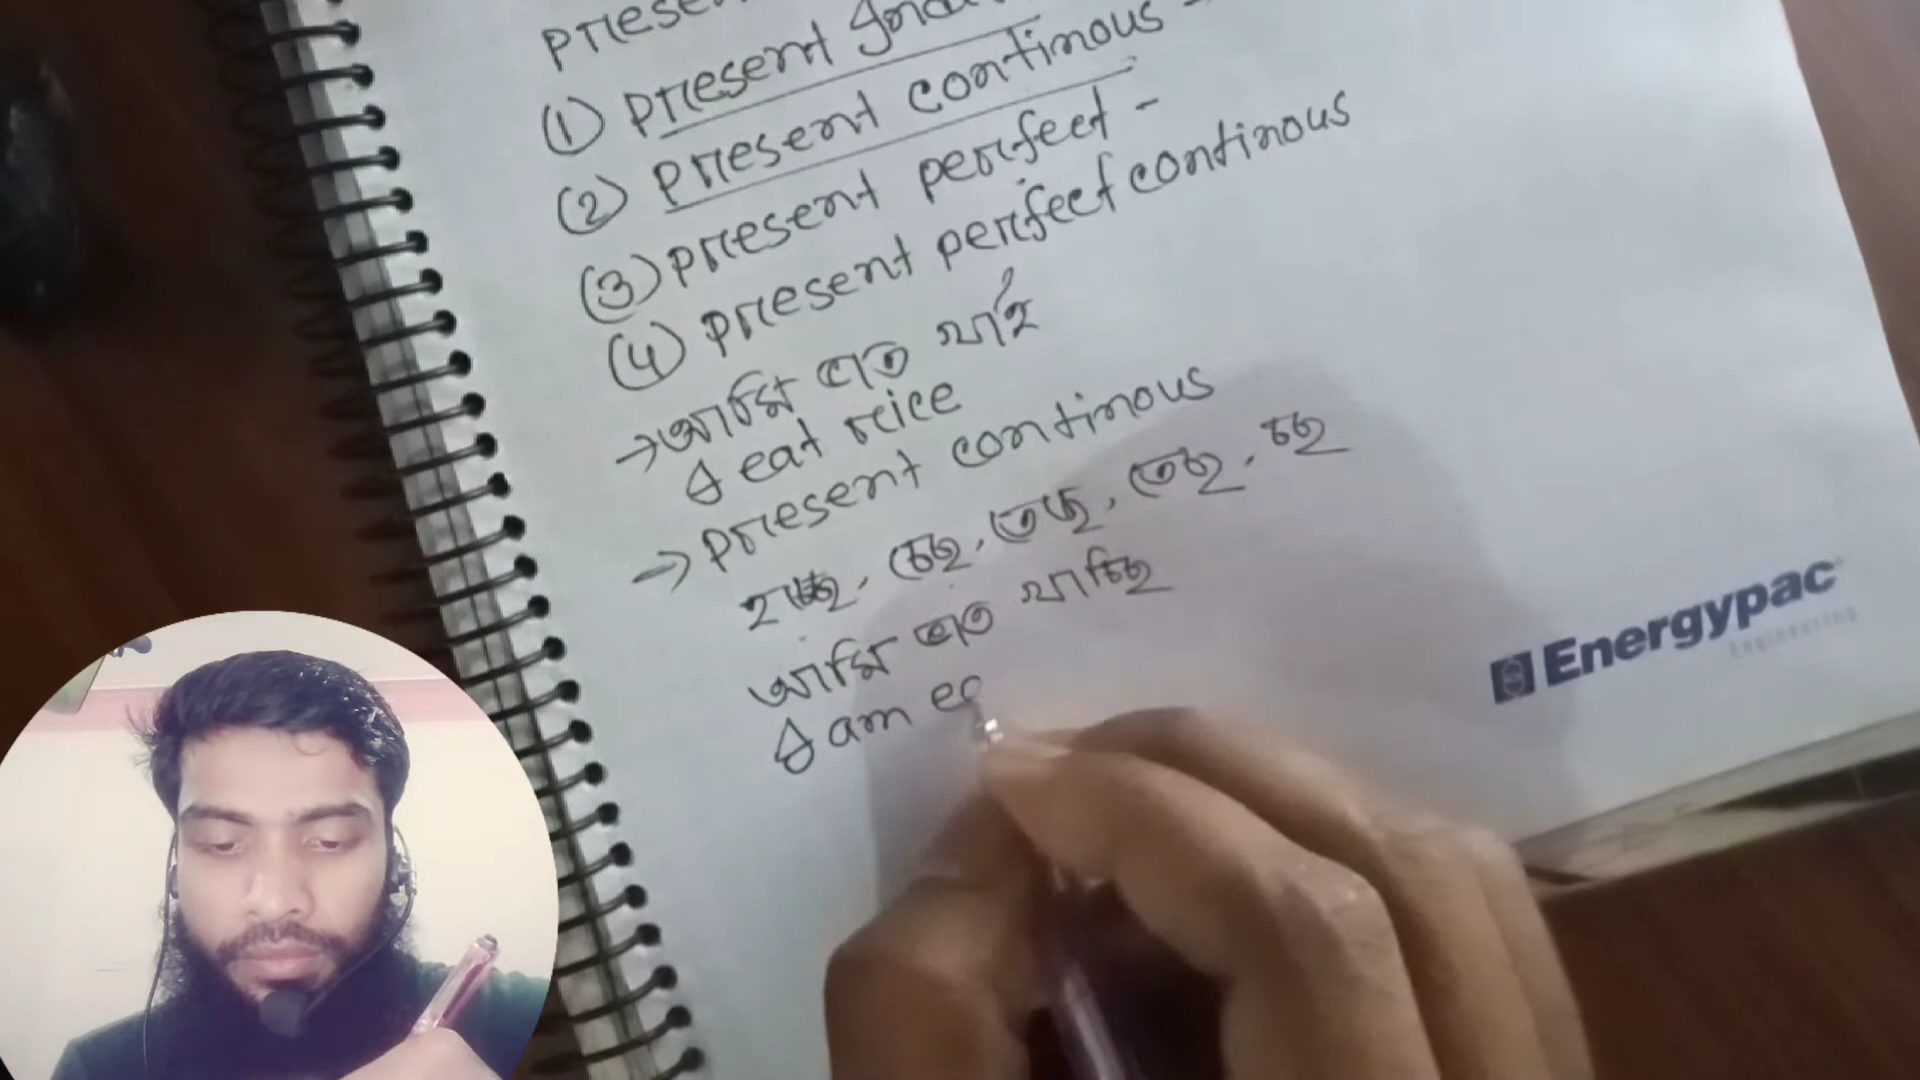 Present
(1) Present
(2) Present continous -
(3) Present perfect -
(4) Present perfect continous
→ আমি ভাত খাই
I eat rice
→ Present continous
তেছে, চ্ছে
আমি ভাত খাচ্ছি
I am ea
Energypac
Engineering